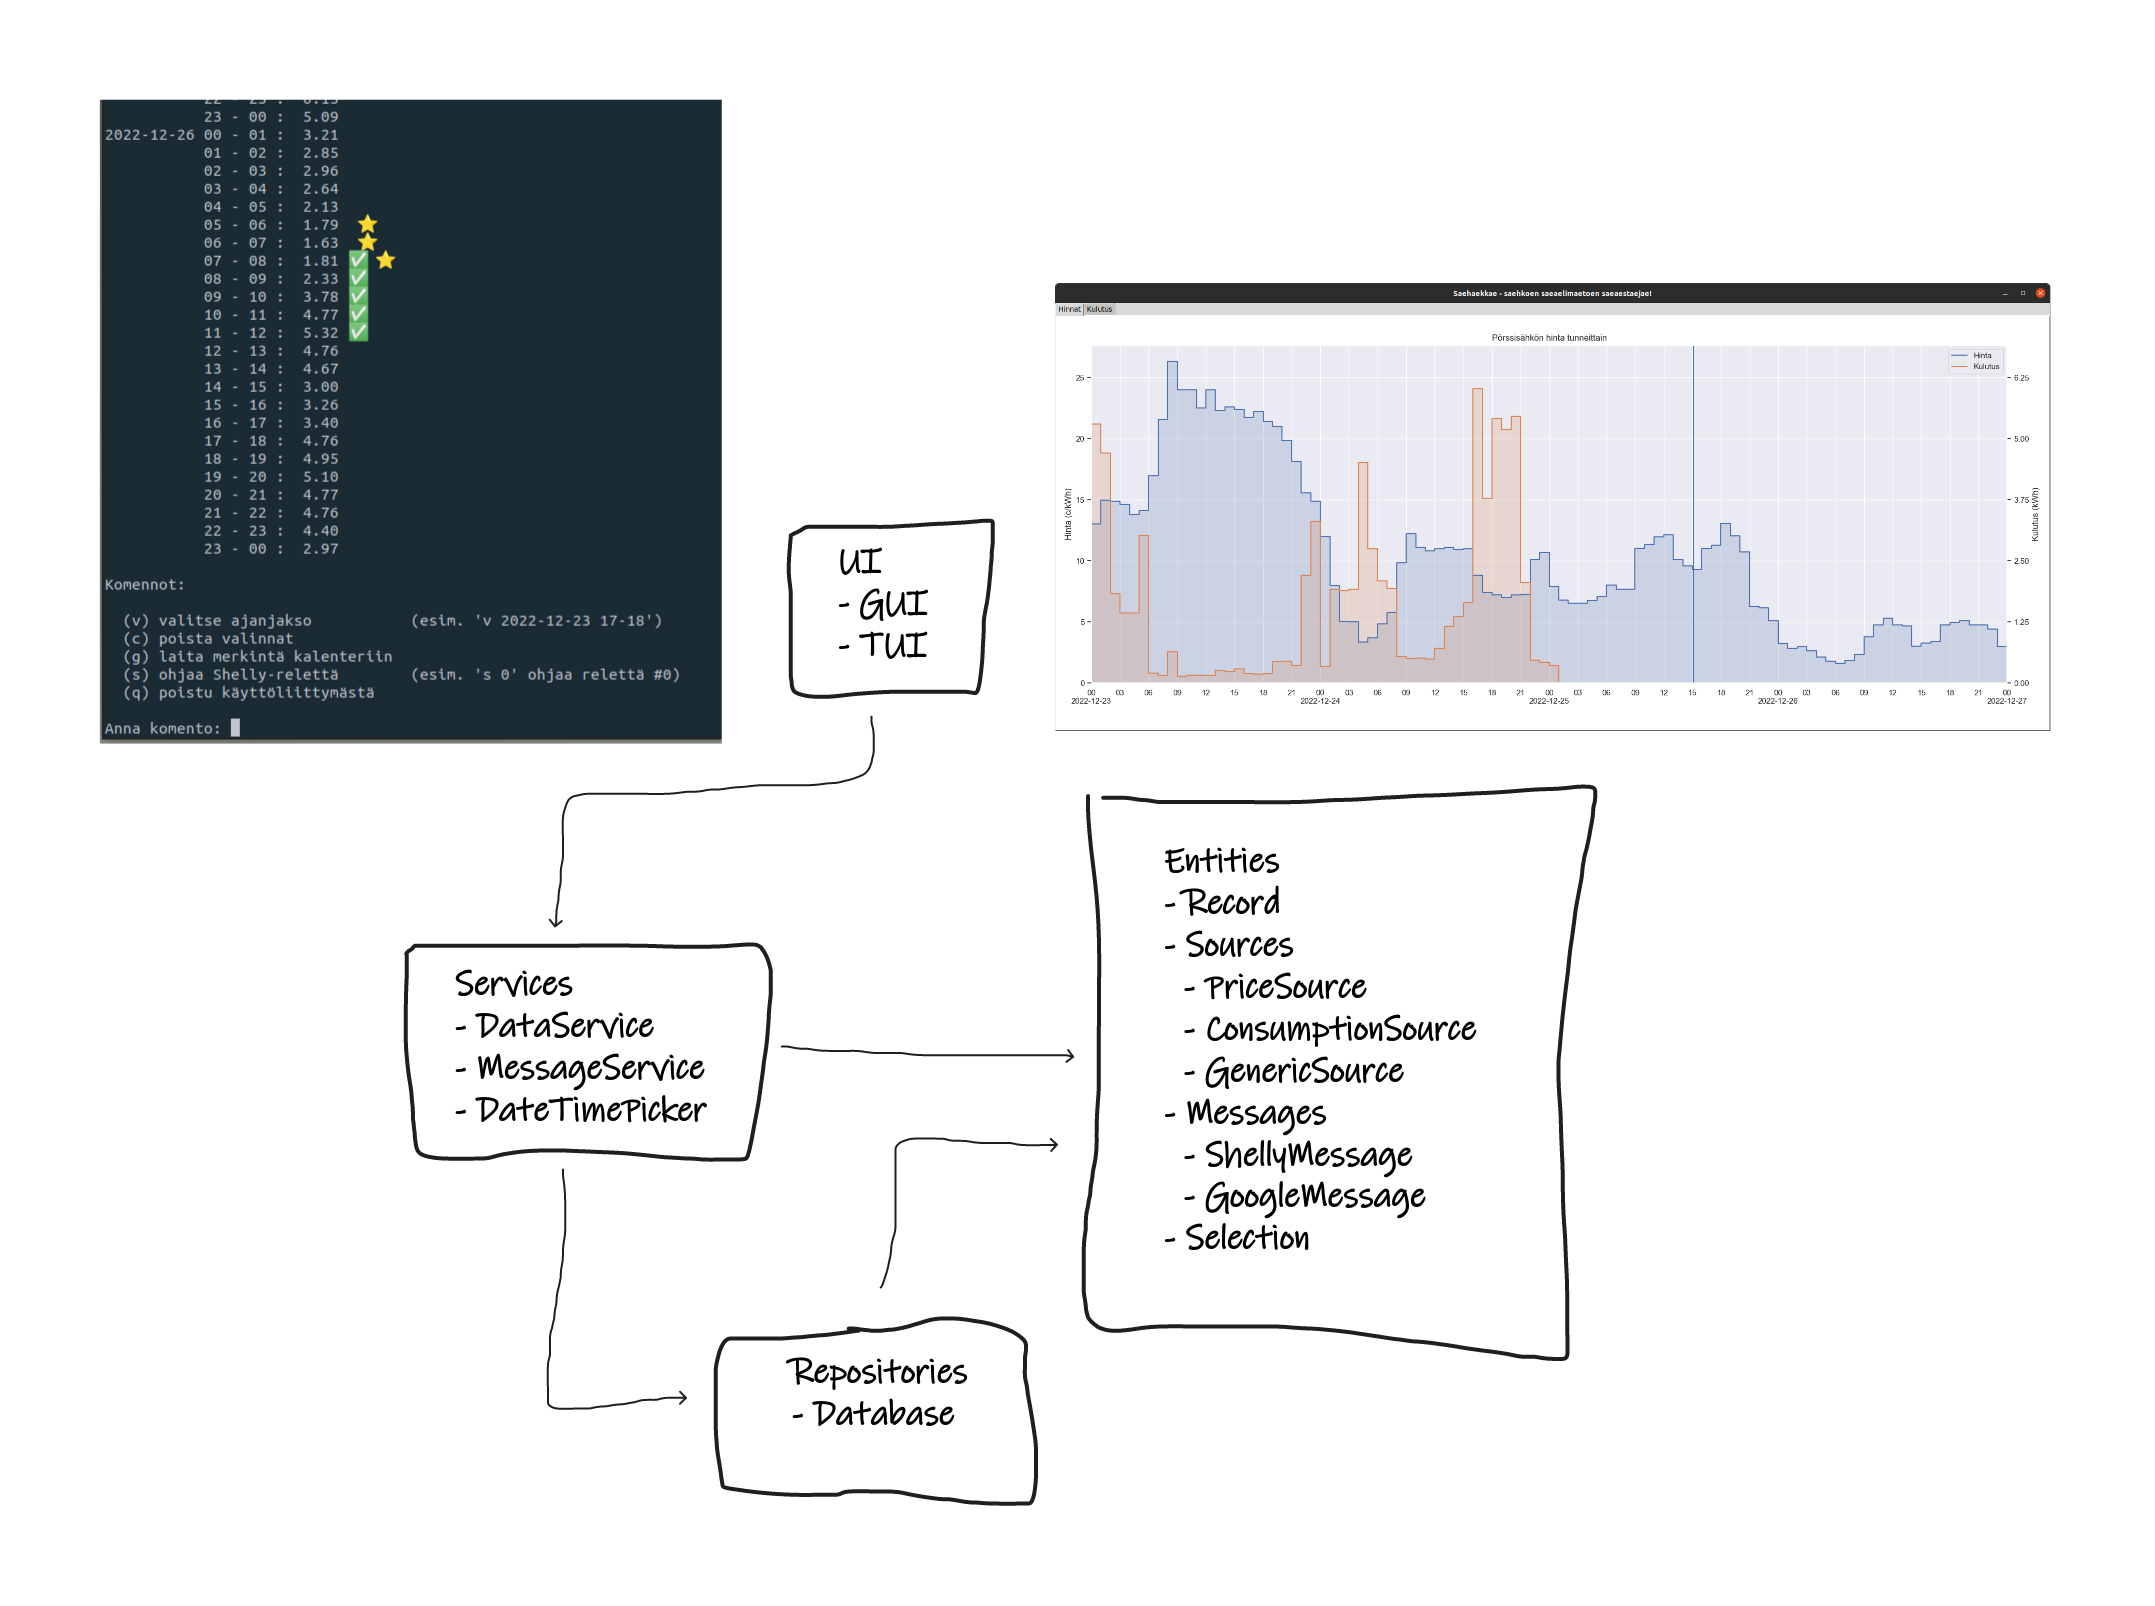 23 - 00 : 5.09
2022-12-26 00 - 01 : 3.21
01 - 02 : 2.85
02 - 03 : 2.96
03 - 04 : 2.64
04 - 05 : 2.13
05 - 06 : 1.79 ⭐
06 - 07 : 1.63 ⭐
07 - 08 : 1.81 ✅ ⭐
08 - 09 : 2.33 ✅
09 - 10 : 3.78 ✅
10 - 11 : 4.77 ✅
11 - 12 : 5.32 ✅
12 - 13 : 4.76
13 - 14 : 4.67
14 - 15 : 3.00
15 - 16 : 3.26
16 - 17 : 3.40
17 - 18 : 4.76
18 - 19 : 4.95
19 - 20 : 5.10
20 - 21 : 4.77
21 - 22 : 4.76
22 - 23 : 4.40
23 - 00 : 2.97
Komennot:
(v) valitse ajanjakso (esim. 'v 2022-12-23 17-18')
(c) poista valinnat
(g) laita merkintä kalenteriin
(s) ohjaa Shelly-relettä (esim. 's 0' ohjaa relettä #0)
(q) poistu käyttöliittymästä
Anna komento:
Saehaekkae - saehkoen saeaelimaetoen saeaestaejae!
Hinnat Kulutus
Pörssisähkön hinta tunneittain
Hinta
Kulutus
Hinta (c/kWh)
25
20
15
10
5
0
6.25
5.00
3.75
2.50
1.25
0.00
Kulutus (kWh)
00 03 06 09 12 15 18 21 00 03 06 09 12 15 18 21 00 03 06 09 12 15 18 21 00 03 06 09 12 15 18 21 00
2022-12-23 2022-12-24 2022-12-25 2022-12-26 2022-12-27
UI
- GUI
- TUI
Services
- DataService
- MessageService
- DateTimePicker
Entities
- Record
- Sources
- PriceSource
- ConsumptionSource
- GenericSource
- Messages
- ShellyMessage
- GoogleMessage
- Selection
Repositories
- Database